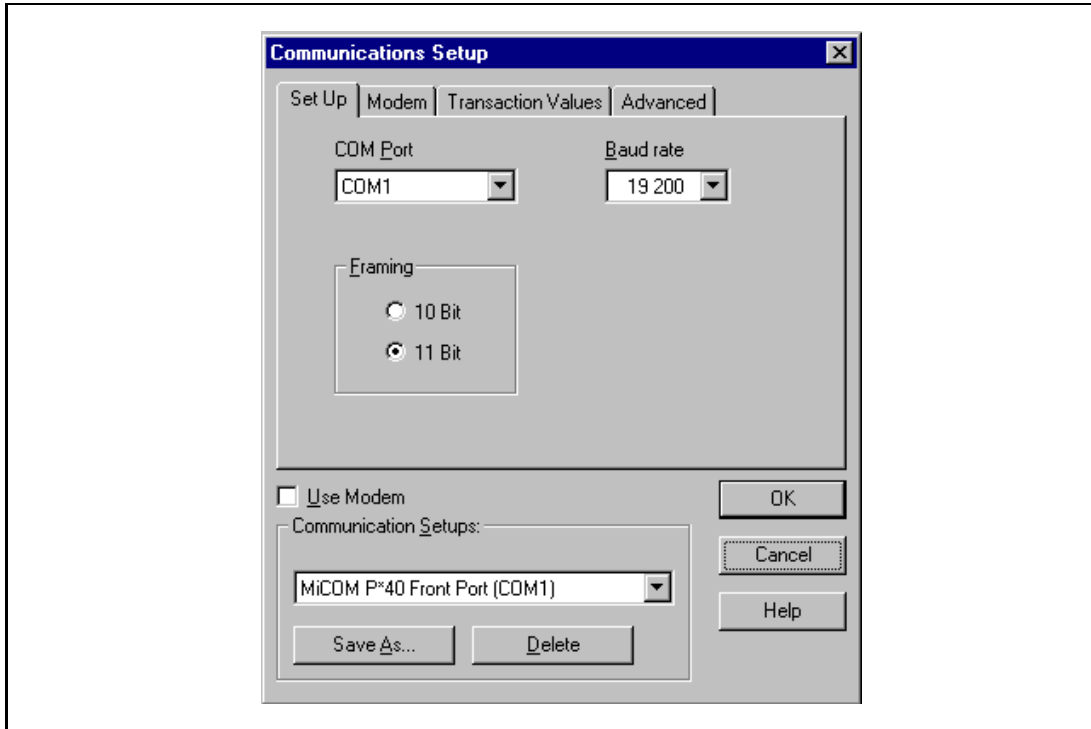 Communications Setup
Set Up Modem Transaction Values Advanced
COM Port Baud rate
COM1 19 200
Framing
10 Bit
11 Bit
Use Modem
OK
Communication Setups:
Cancel
MiCOM P*40 Front Port (COM1)
Help
Save As... Delete